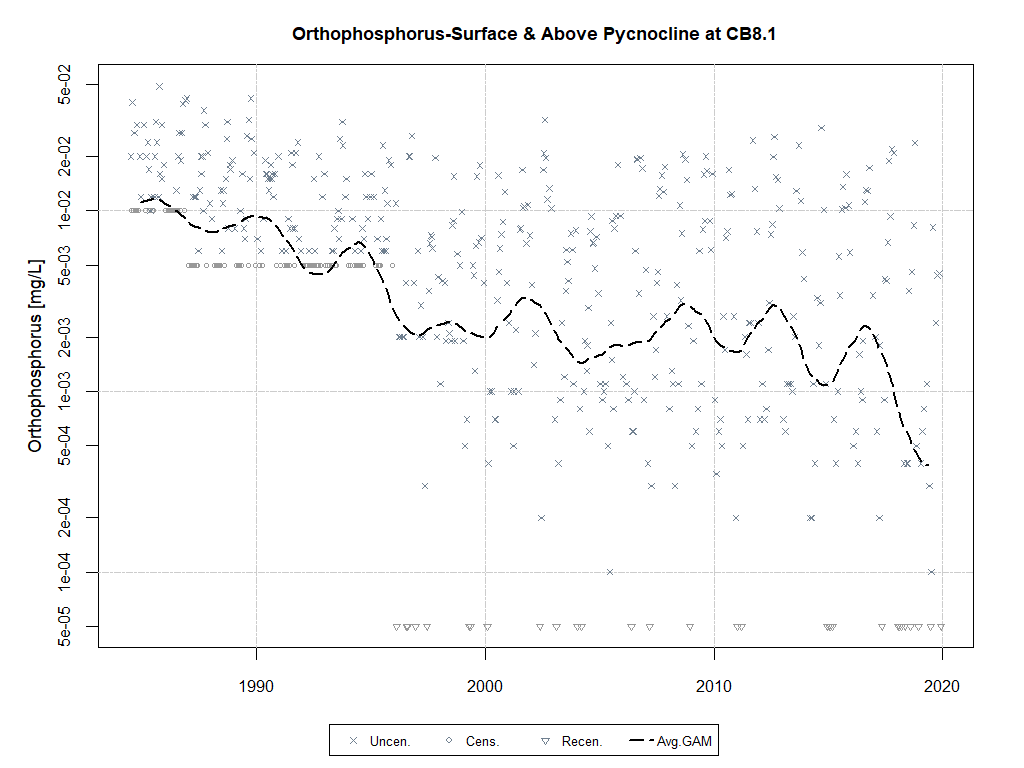 Orthophosphorus-Surface & Above Pycnocline at CB8.1
Orthophosphorus [mg/L]
5e-02
2e-02
1e-02
5e-03
2e-03
1e-03
5e-04
2e-04
1e-04
5e-05
1990
2000
2010
2020
Uncen.
Cens.
Recen.
Avg.GAM